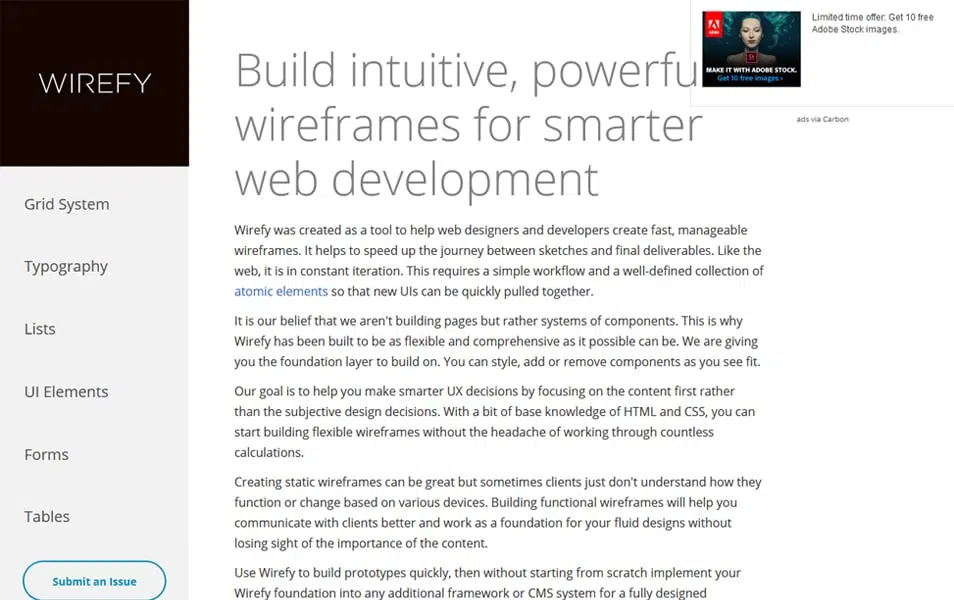 WIREFY
Grid System
Typography
Lists
UI Elements
Forms
Tables
Submit an Issue
Build intuitive, powerfu
wireframes for smarter
web development
Wirefy was created as a tool to help web designers and developers create fast, manageable
wireframes. It helps to speed up the journey between sketches and final deliverables. Like the
web, it is in constant iteration. This requires a simple workflow and a well-defined collection of
atomic elements so that new UIs can be quickly pulled together.
It is our belief that we aren't building pages but rather systems of components. This is why
Wirefy has been built to be as flexible and comprehensive as it possible can be. We are giving
you the foundation layer to build on. You can style, add or remove components as you see fit.
Our goal is to help you make smarter UX decisions by focusing on the content first rather
than the subjective design decisions. With a bit of base knowledge of HTML and CSS, you can
start building flexible wireframes without the headache of working through countless
calculations.
Creating static wireframes can be great but sometimes clients just don't understand how they
function or change based on various devices. Building functional wireframes will help you
communicate with clients better and work as a foundation for your fluid designs without
losing sight of the importance of the content.
Use Wirefy to build prototypes quickly, then without starting from scratch implement your
Wirefy foundation into any additional framework or CMS system for a fully designed
Adobe
MAKE IT WITH ADOBE STOCK.
Get 10 free images ›
Limited time offer: Get 10 free
Adobe Stock images.
ads via Carbon